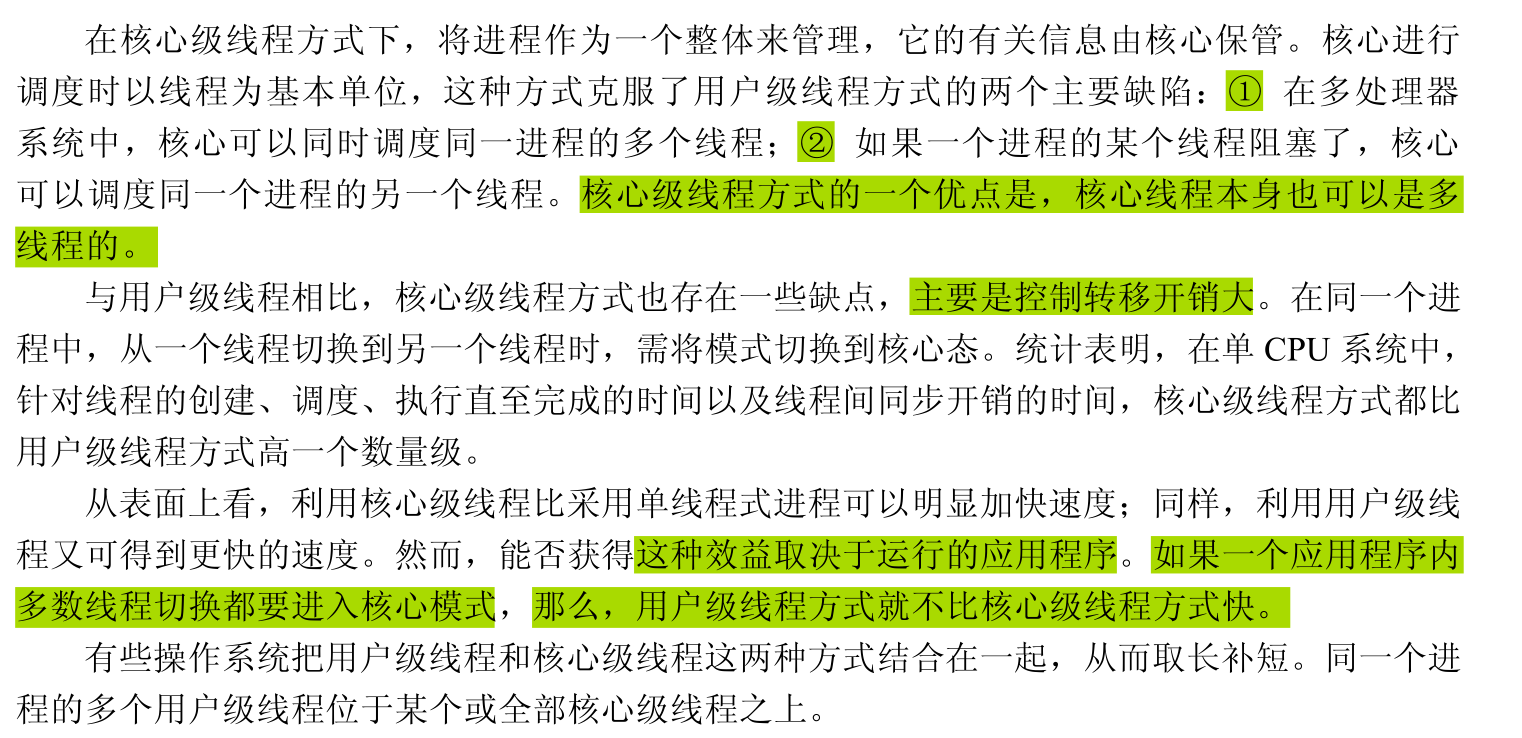 在核心级线程方式下，将进程作为一个整体来管理，它的有关信息由核心保管。核心进行
调度时以线程为基本单位，这种方式克服了用户级线程方式的两个主要缺陷：① 在多处理器
系统中，核心可以同时调度同一进程的多个线程；② 如果一个进程的某个线程阻塞了，核心
可以调度同一个进程的另一个线程。核心级线程方式的一个优点是，核心线程本身也可以是多
线程的。
与用户级线程相比，核心级线程方式也存在一些缺点，主要是控制转移开销大。在同一个进
程中，从一个线程切换到另一个线程时，需将模式切换到核心态。统计表明，在单 CPU 系统中，
针对线程的创建、调度、执行直至完成的时间以及线程间同步开销的时间，核心级线程方式都比
用户级线程方式高一个数量级。
从表面上看，利用核心级线程比采用单线程式进程可以明显加快速度；同样，利用用户级线
程又可得到更快的速度。然而，能否获得这种效益取决于运行的应用程序。如果一个应用程序内
多数线程切换都要进入核心模式，那么，用户级线程方式就不比核心级线程方式快。
有些操作系统把用户级线程和核心级线程这两种方式结合在一起，从而取长补短。同一个进
程的多个用户级线程位于某个或全部核心级线程之上。